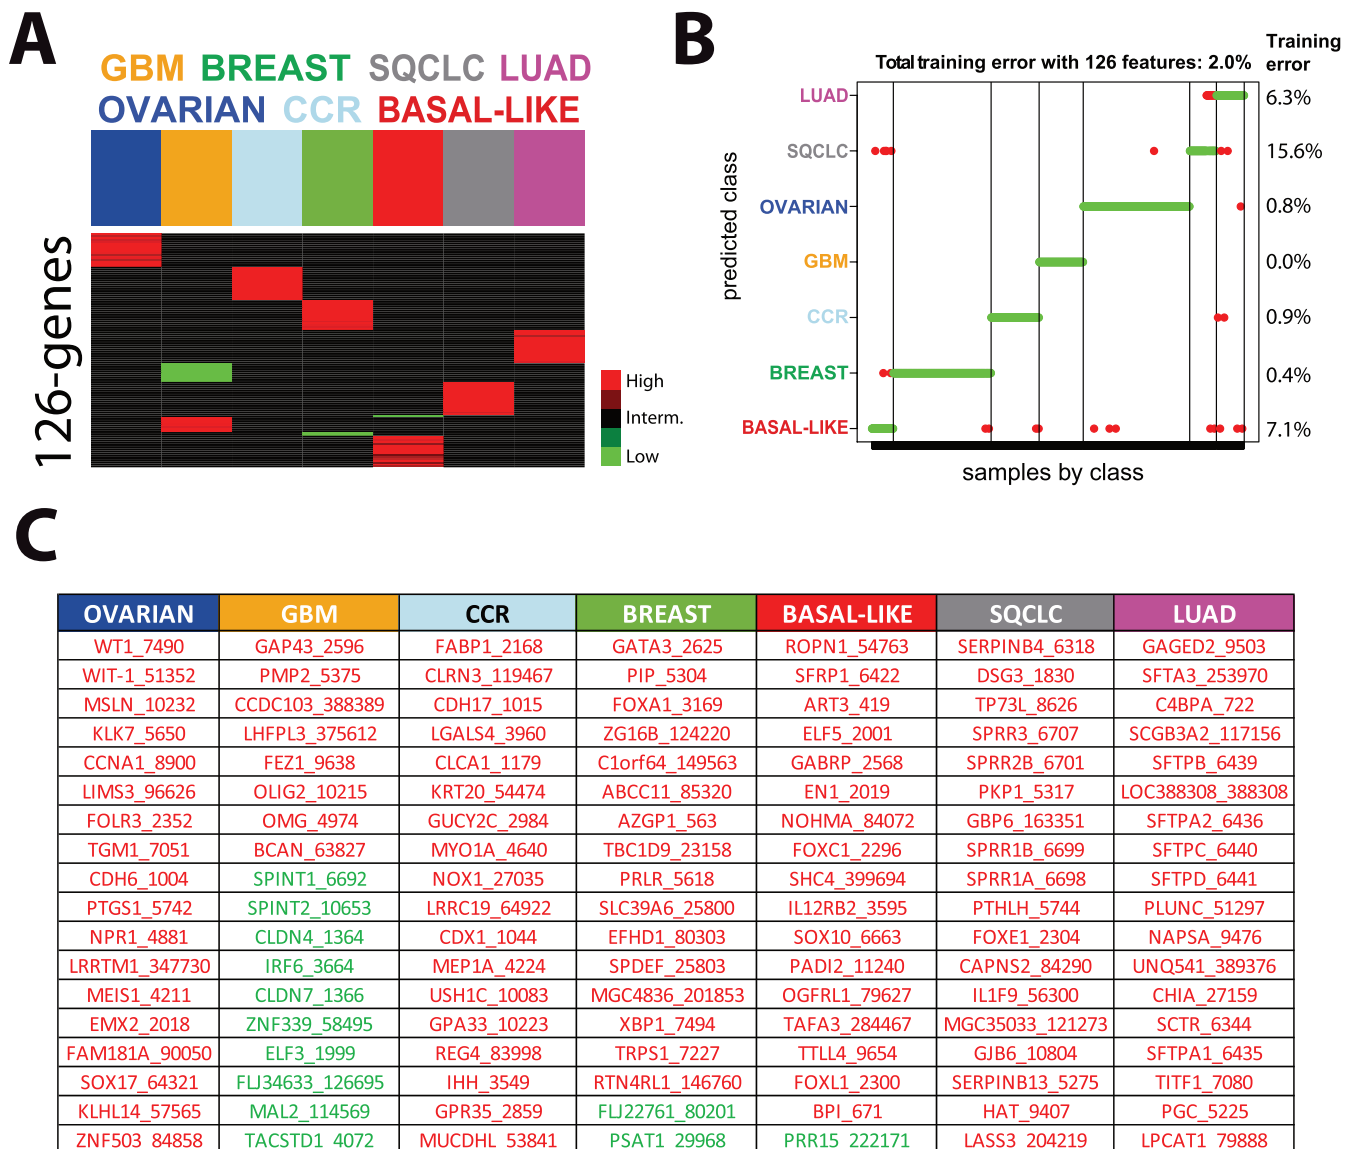 A
GBM BREAST SQCLC LUAD
OVARIAN CCR BASAL-LIKE
126-genes
High
Interm.
Low
B
Total training error with 126 features: 2.0%
Training
error
predicted class
LUAD 6.3%
SQCLC 15.6%
OVARIAN 0.8%
GBM 0.0%
CCR 0.9%
BREAST 0.4%
BASAL-LIKE 7.1%
samples by class
C
OVARIAN GBM CCR BREAST BASAL-LIKE SQCLC LUAD
WT1_7490 GAP43_2596 FABP1_2168 GATA3_2625 ROPN1_54763 SERPINB4_6318 GAGED2_9503
WIT-1_51352 PMP2_5375 CLRN3_119467 PIP_5304 SFRP1_6422 DSG3_1830 SFTA3_253970
MSLN_10232 CCDC103_388389 CDH17_1015 FOXA1_3169 ART3_419 TP73L_8626 C4BPA_722
KLK7_5650 LHFPL3_375612 LGALS4_3960 ZG16B_124220 ELF5_2001 SPRR3_6707 SCGB3A2_117156
CCNA1_8900 FEZ1_9638 CLCA1_1179 C1orf64_149563 GABRP_2568 SPRR2B_6701 SFTPB_6439
LIMS3_96626 OLIG2_10215 KRT20_54474 ABCC11_85320 EN1_2019 PKP1_5317 LOC388308_388308
FOLR3_2352 OMG_4974 GUCY2C_2984 AZGP1_563 NOHMA_84072 GBP6_163351 SFTPA2_6436
TGM1_7051 BCAN_63827 MYO1A_4640 TBC1D9_23158 FOXC1_2296 SPRR1B_6699 SFTPC_6440
CDH6_1004 SPINT1_6692 NOX1_27035 PRLR_5618 SHC4_399694 SPRR1A_6698 SFTPD_6441
PTGS1_5742 SPINT2_10653 LRRC19_64922 SLC39A6_25800 IL12RB2_3595 PTHLH_5744 PLUNC_51297
NPR1_4881 CLDN4_1364 CDX1_1044 EFHD1_80303 SOX10_6663 FOXE1_2304 NAPSA_9476
LRRTM1_347730 IRF6_3664 MEP1A_4224 SPDEF_25803 PADI2_11240 CAPNS2_84290 UNQ541_389376
MEIS1_4211 CLDN7_1366 USH1C_10083 MGC4836_201853 OGFRL1_79627 IL1F9_56300 CHIA_27159
EMX2_2018 ZNF339_58495 GPA33_10223 XBP1_7494 TAFA3_284467 MGC35033_121273 SCTR_6344
FAM181A_90050 ELF3_1999 REG4_83998 TRPS1_7227 TTLL4_9654 GJB6_10804 SFTPA1_6435
SOX17_64321 FLJ34633_126695 IHH_3549 RTN4RL1_146760 FOXL1_2300 SERPINB13_5275 TITF1_7080
KLHL14_57565 MAL2_114569 GPR35_2859 FLJ22761_80201 BPI_671 HAT_9407 PGC_5225
ZNF503_84858 TACSTD1_4072 MUCDHL_53841 PSAT1_29968 PRR15_222171 LASS3_204219 LPCAT1_79888